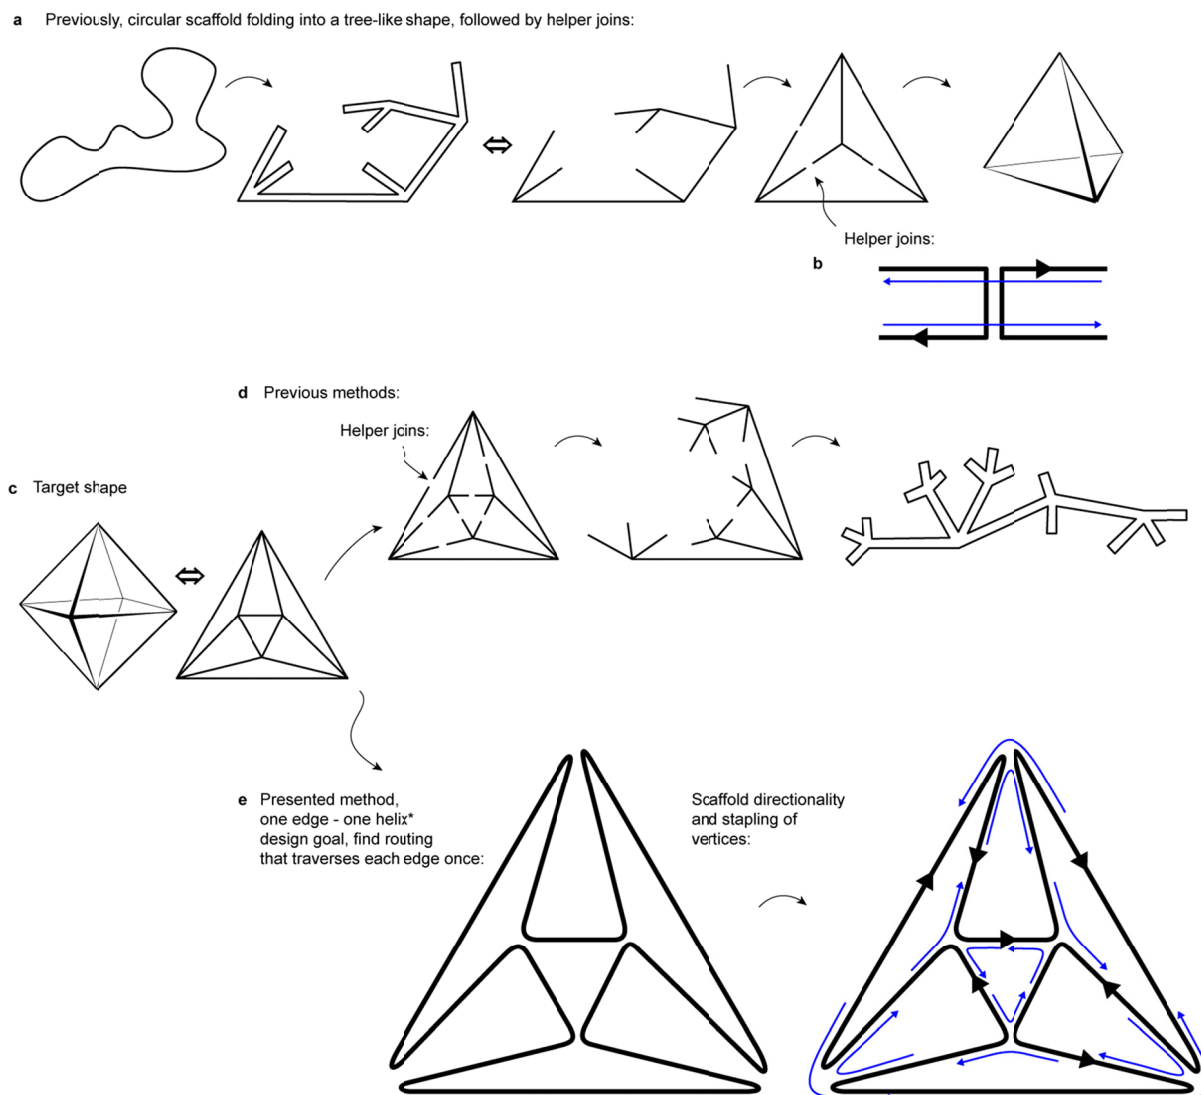 a Previously, circular scaffold folding into a tree-like shape, followed by helper joins:
Helper joins:
b
d Previous methods:
Helper joins:
c Target shape
e Presented method,
one edge - one helix*
design goal, find routing
that traverses each edge once:
Scaffold directionality
and stapling of
vertices: